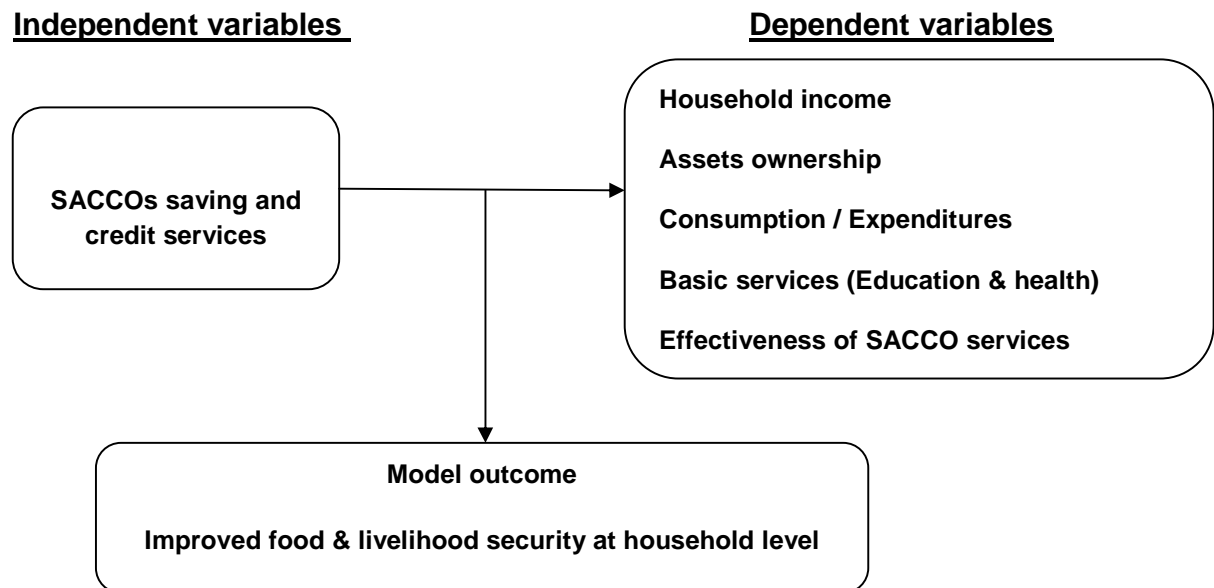 Independent variables
Dependent variables
SACCOs saving and
credit services
Household income
Assets ownership
Consumption / Expenditures
Basic services (Education & health)
Effectiveness of SACCO services
Model outcome
Improved food & livelihood security at household level